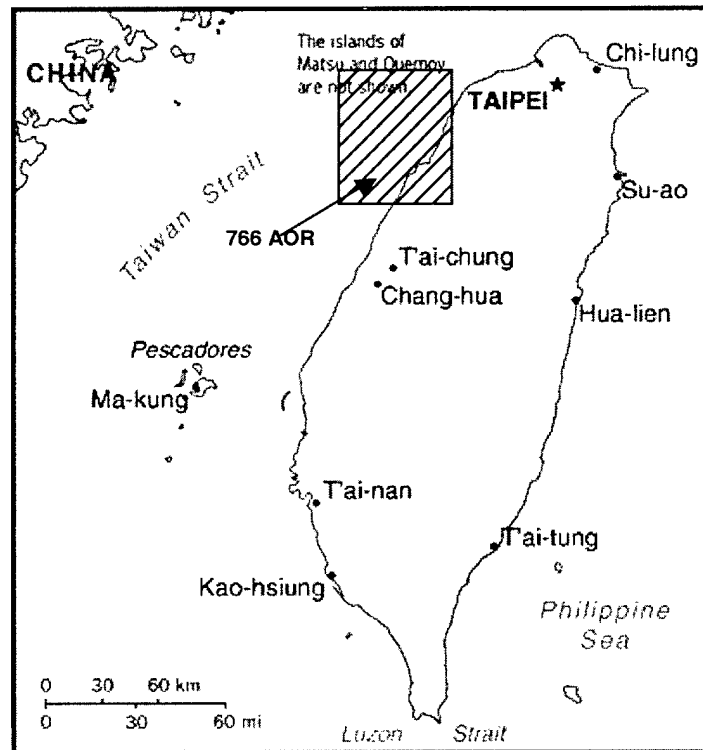 The islands of
Matsu and Quemoy
are not shown
CHINA
Chi-lung
TAIPEI
Su-ao
Taiwan Strait
766 AOR
T'ai-chung
Chang-hua
Hua-lien
Pescadores
Ma-kung
T'ai-nan
T'ai-tung
Kao-hsiung
Philippine
Sea
0 30 60 km
0 30 60 mi
Luzon Strait